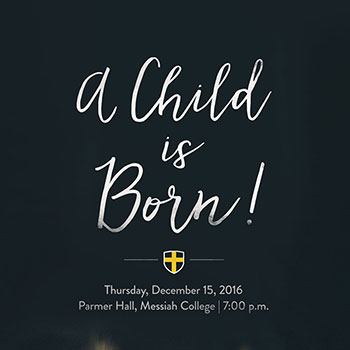 A Child
is
Born!
Thursday, December 15, 2016
Parmer Hall, Messiah College | 7:00 p.m.